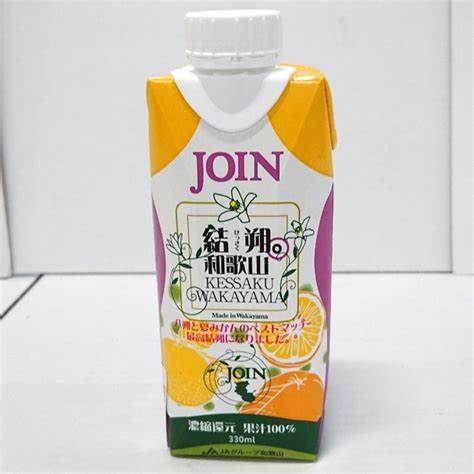 JOIN
結朔。
けっさく
和歌山
KESSAKU
WAKAYAMA
Made in Wakayama
八朔と夏みかんのベストマッチ
最高結朔になりました。
JOIN
濃縮還元 果汁100%
330ml
JAグループ和歌山